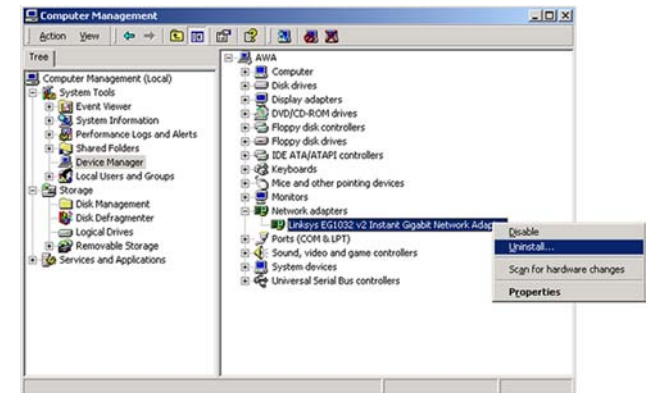 Computer Management
Action View
Tree
Computer Management (Local)
System Tools
Event Viewer
System Information
Performance Logs and Alerts
Shared Folders
Device Manager
Local Users and Groups
Storage
Disk Management
Disk Defragmenter
Logical Drives
Removable Storage
Services and Applications
AWA
Computer
Disk drives
Display adapters
DVD/CD-ROM drives
Floppy disk controllers
Floppy disk drives
IDE ATA/ATAPI controllers
Keyboards
Mice and other pointing devices
Monitors
Network adapters
Linksys EG1032 v2 Instant Gigabit Network Adap
Ports (COM & LPT)
Sound, video and game controllers
System devices
Universal Serial Bus controllers
Disable
Uninstall...
Scan for hardware changes
Properties